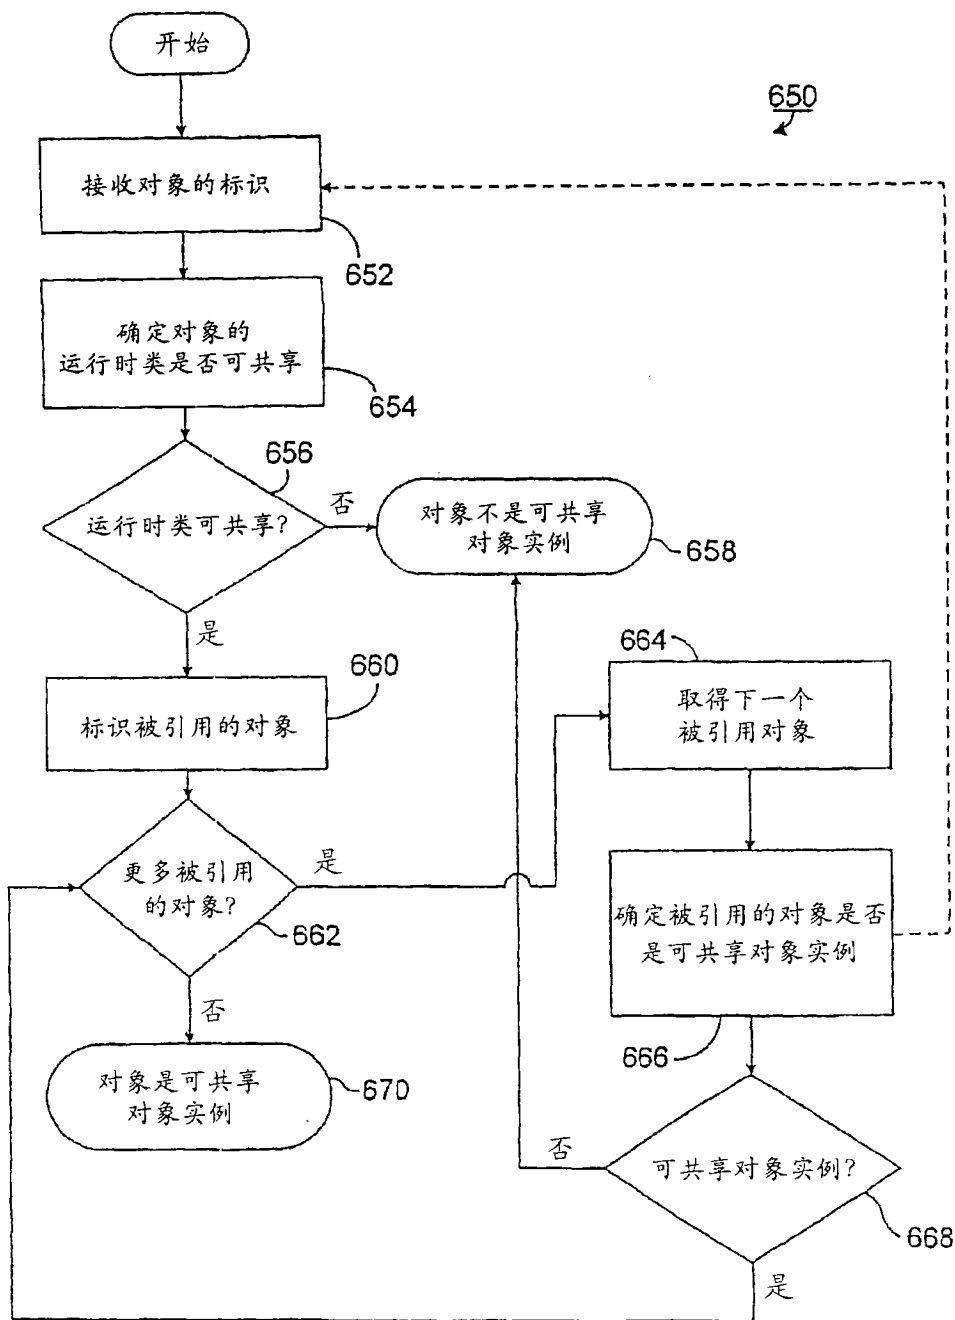 开始
650
接收对象的标识
652
确定对象的
运行时类是否可共享
654
656
运行时类可共享?
否
对象不是可共享
对象实例
658
是
660
标识被引用的对象
664
取得下一个
被引用对象
更多被引用
的对象?
是
662
确定被引用的对象是否
是可共享对象实例
666
否
对象是可共享
对象实例
670
否
可共享对象实例?
668
是